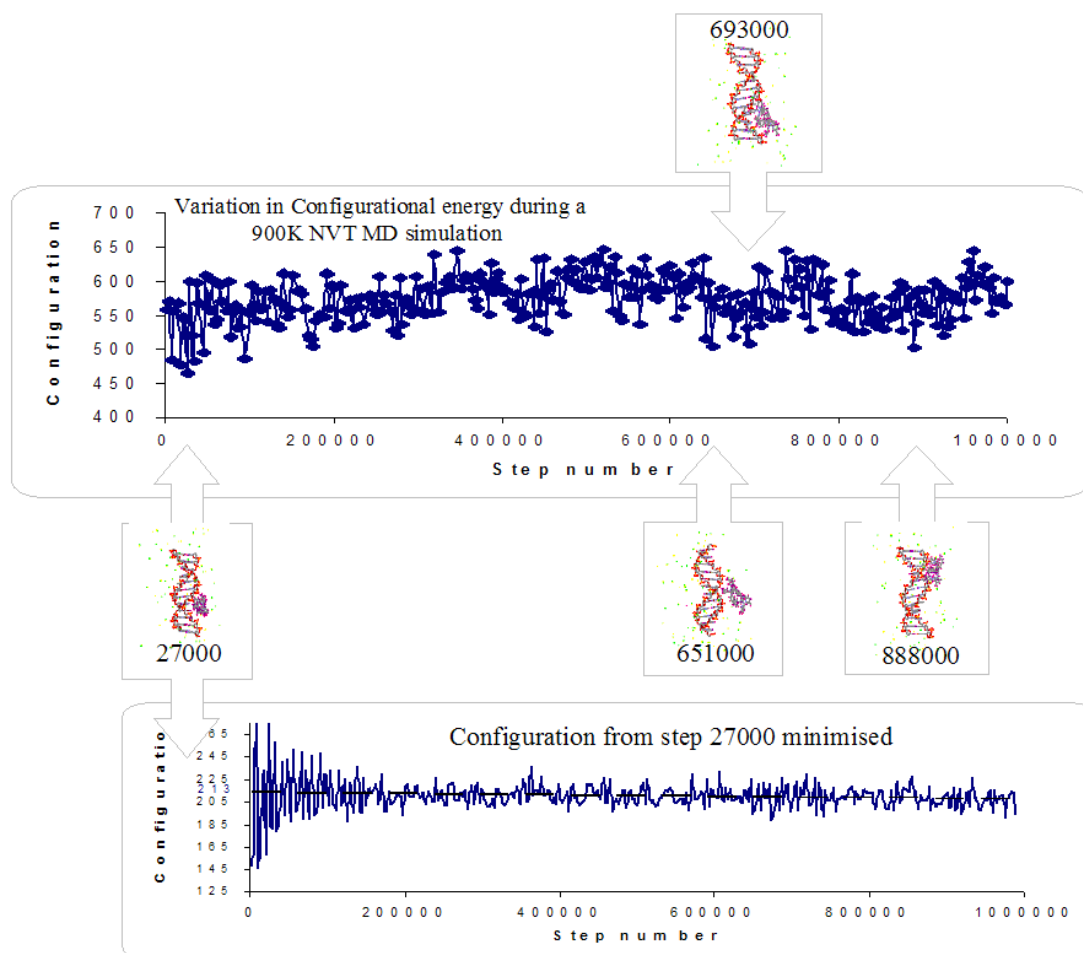 693000
Variation in Configurational energy during a
900K NVT MD simulation
Configuration
700
650
600
550
500
450
400
0 200000 400000 600000 800000 1000000
Step number
27000
651000
888000
Configuration from step 27000 minimised
Configuratio
265
245
225
213
205
185
165
145
125
0 200000 400000 600000 800000 1000000
Step number